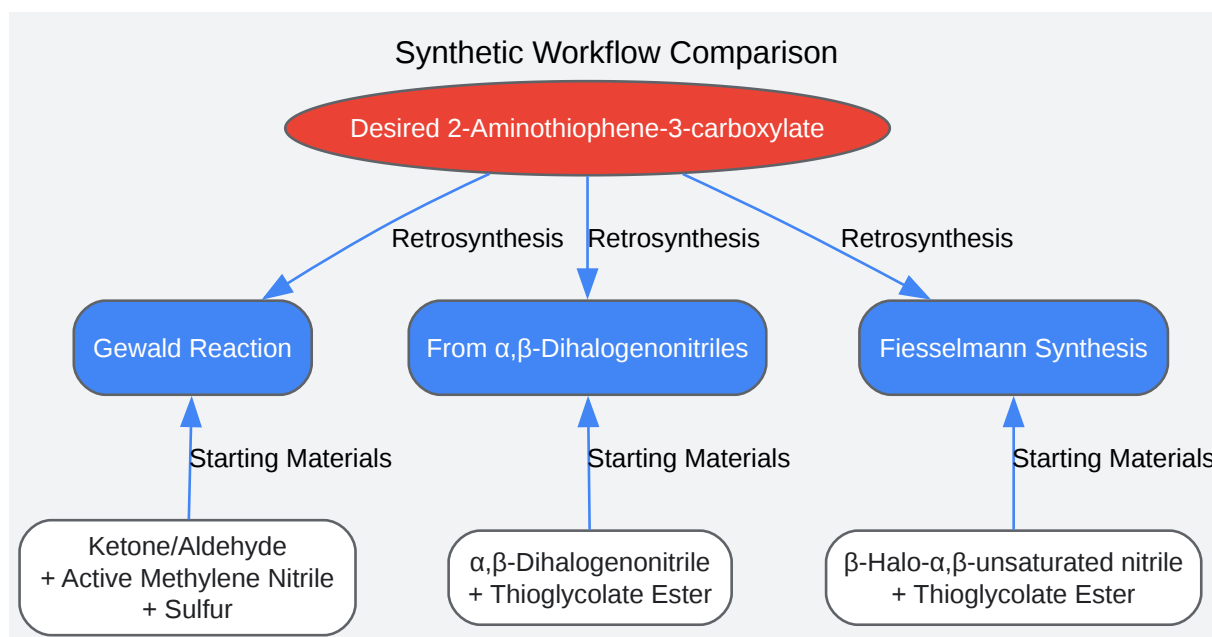 Synthetic Workflow Comparison
Desired 2-Aminothiophene-3-carboxylate
Retrosynthesis
Retrosynthesis
Retrosynthesis
Gewald Reaction
From α,β-Dihalogenonitriles
Fiesselmann Synthesis
Starting Materials
Starting Materials
Starting Materials
Ketone/Aldehyde
+ Active Methylene Nitrile
+ Sulfur
α,β-Dihalogenonitrile
+ Thioglycolate Ester
β-Halo-α,β-unsaturated nitrile
+ Thioglycolate Ester